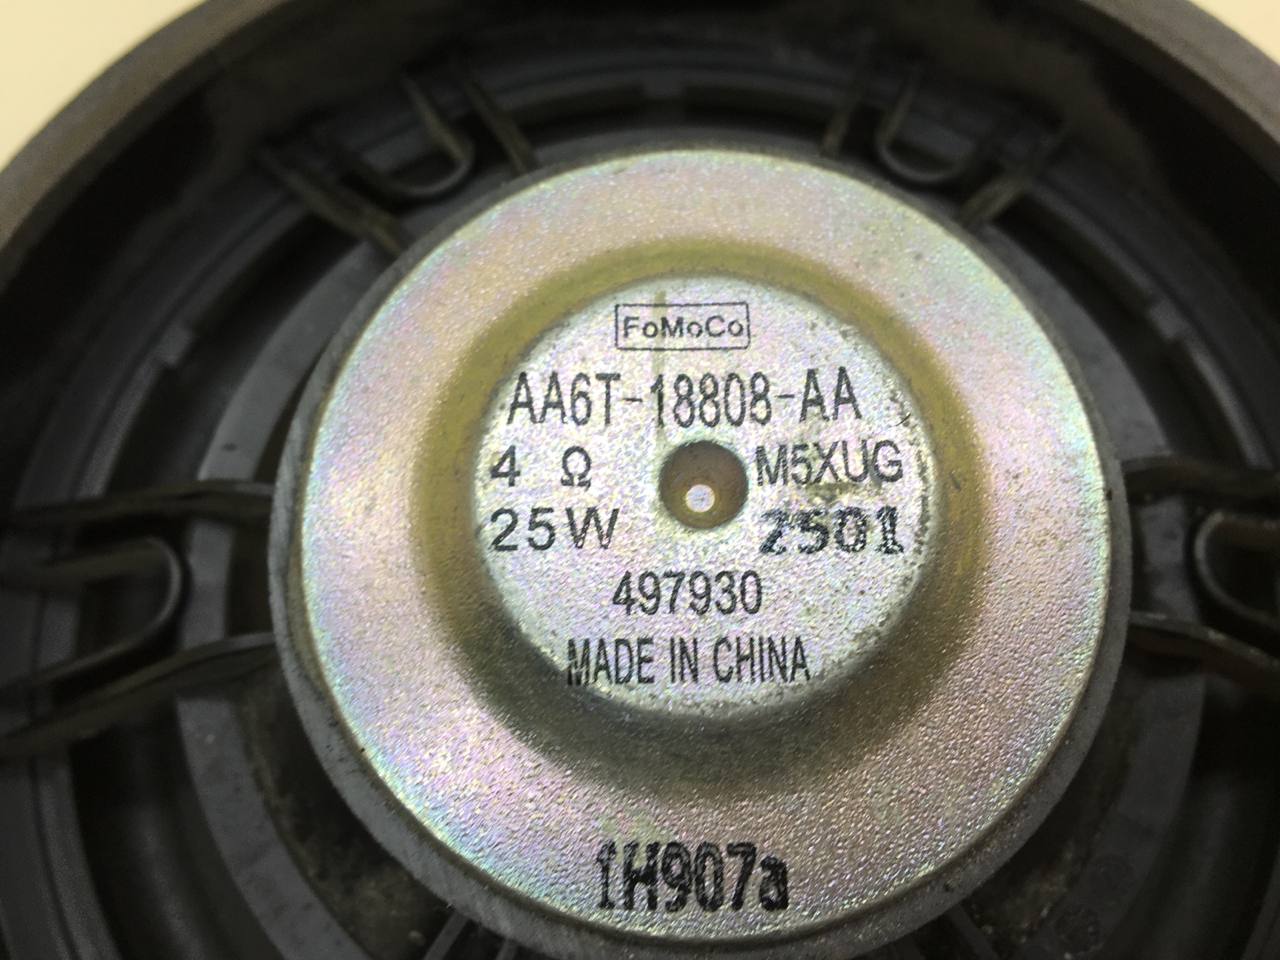 FoMoCo
AA6T-18808-AA
4 Ω M5XUG
25W 2501
497930
MADE IN CHINA
1H907a